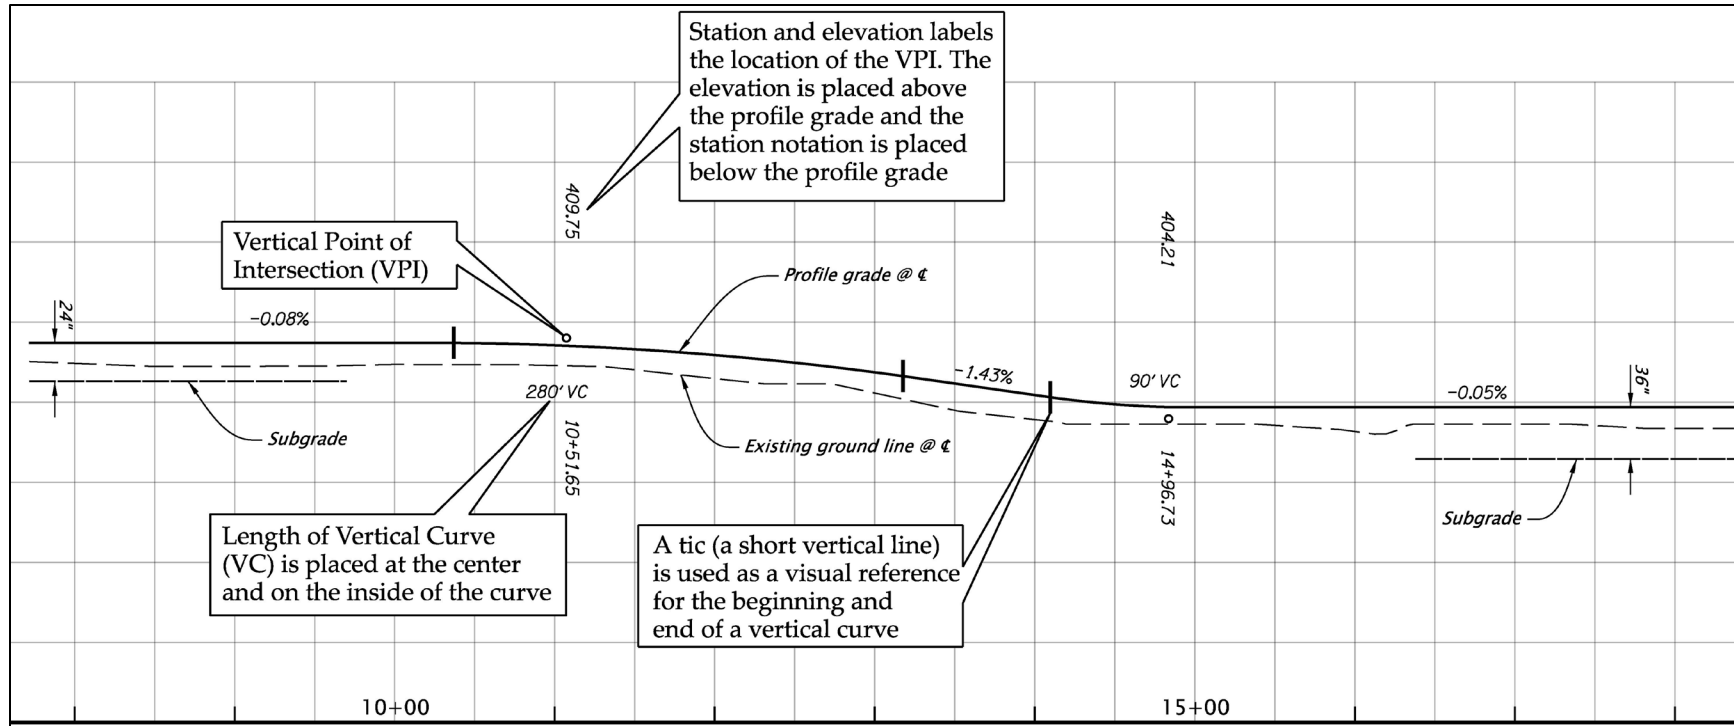 Station and elevation labels
the location of the VPI. The
elevation is placed above
the profile grade and the
station notation is placed
below the profile grade
409.75
404.21
Vertical Point of
Intersection (VPI)
Profile grade @ ℄
24"
-0.08%
-1.43%
90' VC
36"
-0.05%
280' VC
Subgrade
Existing ground line @ ℄
10+51.65
14+96.73
Subgrade
Length of Vertical Curve
(VC) is placed at the center
and on the inside of the curve
A tic (a short vertical line)
is used as a visual reference
for the beginning and
end of a vertical curve
10+00
15+00